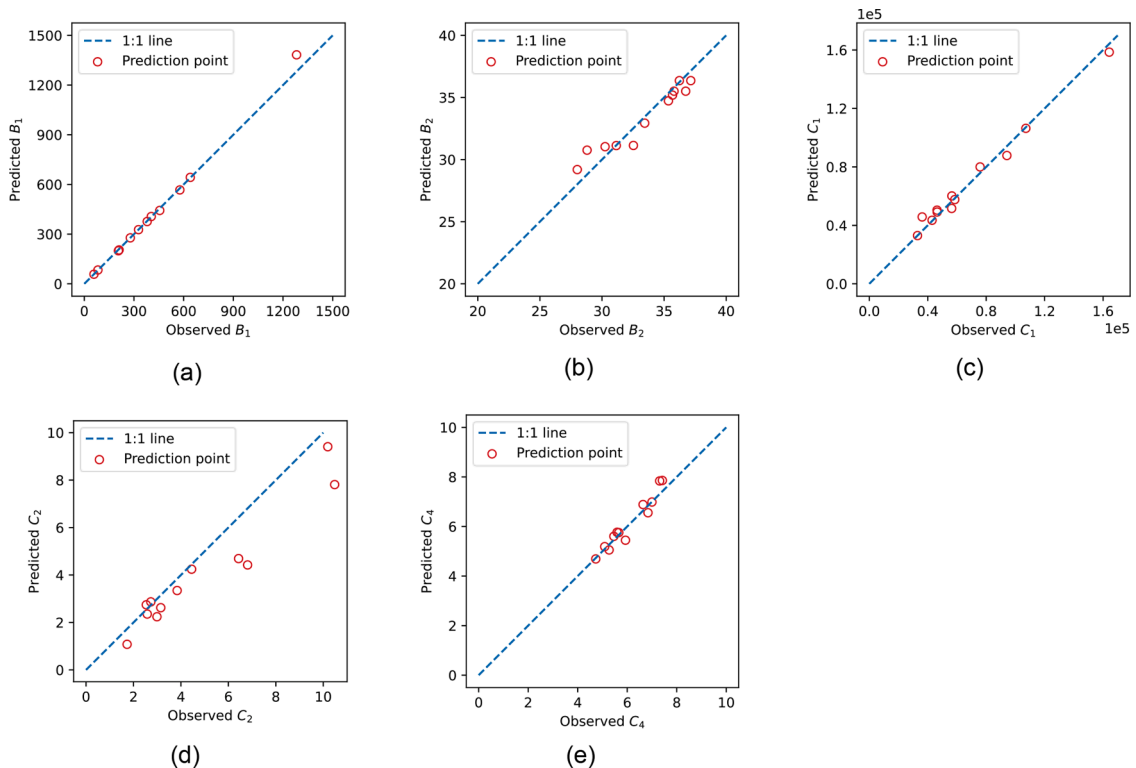 1500
1200
900
600
300
0
1:1 line
Prediction point
Predicted B1
0 300 600 900 1200 1500
Observed B1
(a)
40
35
30
25
20
1:1 line
Prediction point
Predicted B2
20 25 30 35 40
Observed B2
(b)
1e5
1.6
1.2
0.8
0.4
0.0
1:1 line
Prediction point
Predicted C1
0.0 0.4 0.8 1.2 1.6
Observed C1
1e5
(c)
10
8
6
4
2
0
1:1 line
Prediction point
Predicted C2
0 2 4 6 8 10
Observed C2
(d)
10
8
6
4
2
0
1:1 line
Prediction point
Predicted C4
0 2 4 6 8 10
Observed C4
(e)